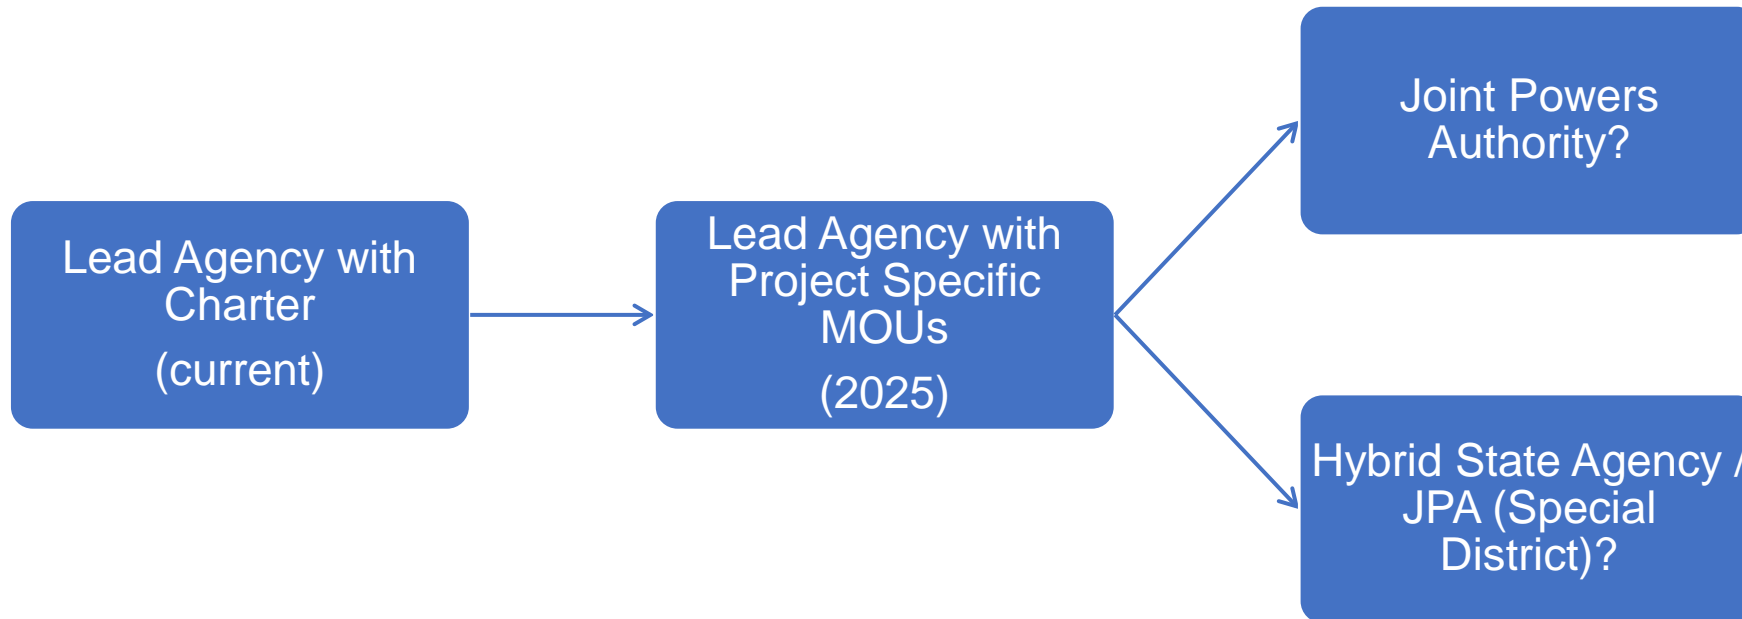 Lead Agency with
Charter
(current)
Lead Agency with
Project Specific
MOUs
(2025)
Joint Powers
Authority?
Hybrid State Agency /
JPA (Special
District)?